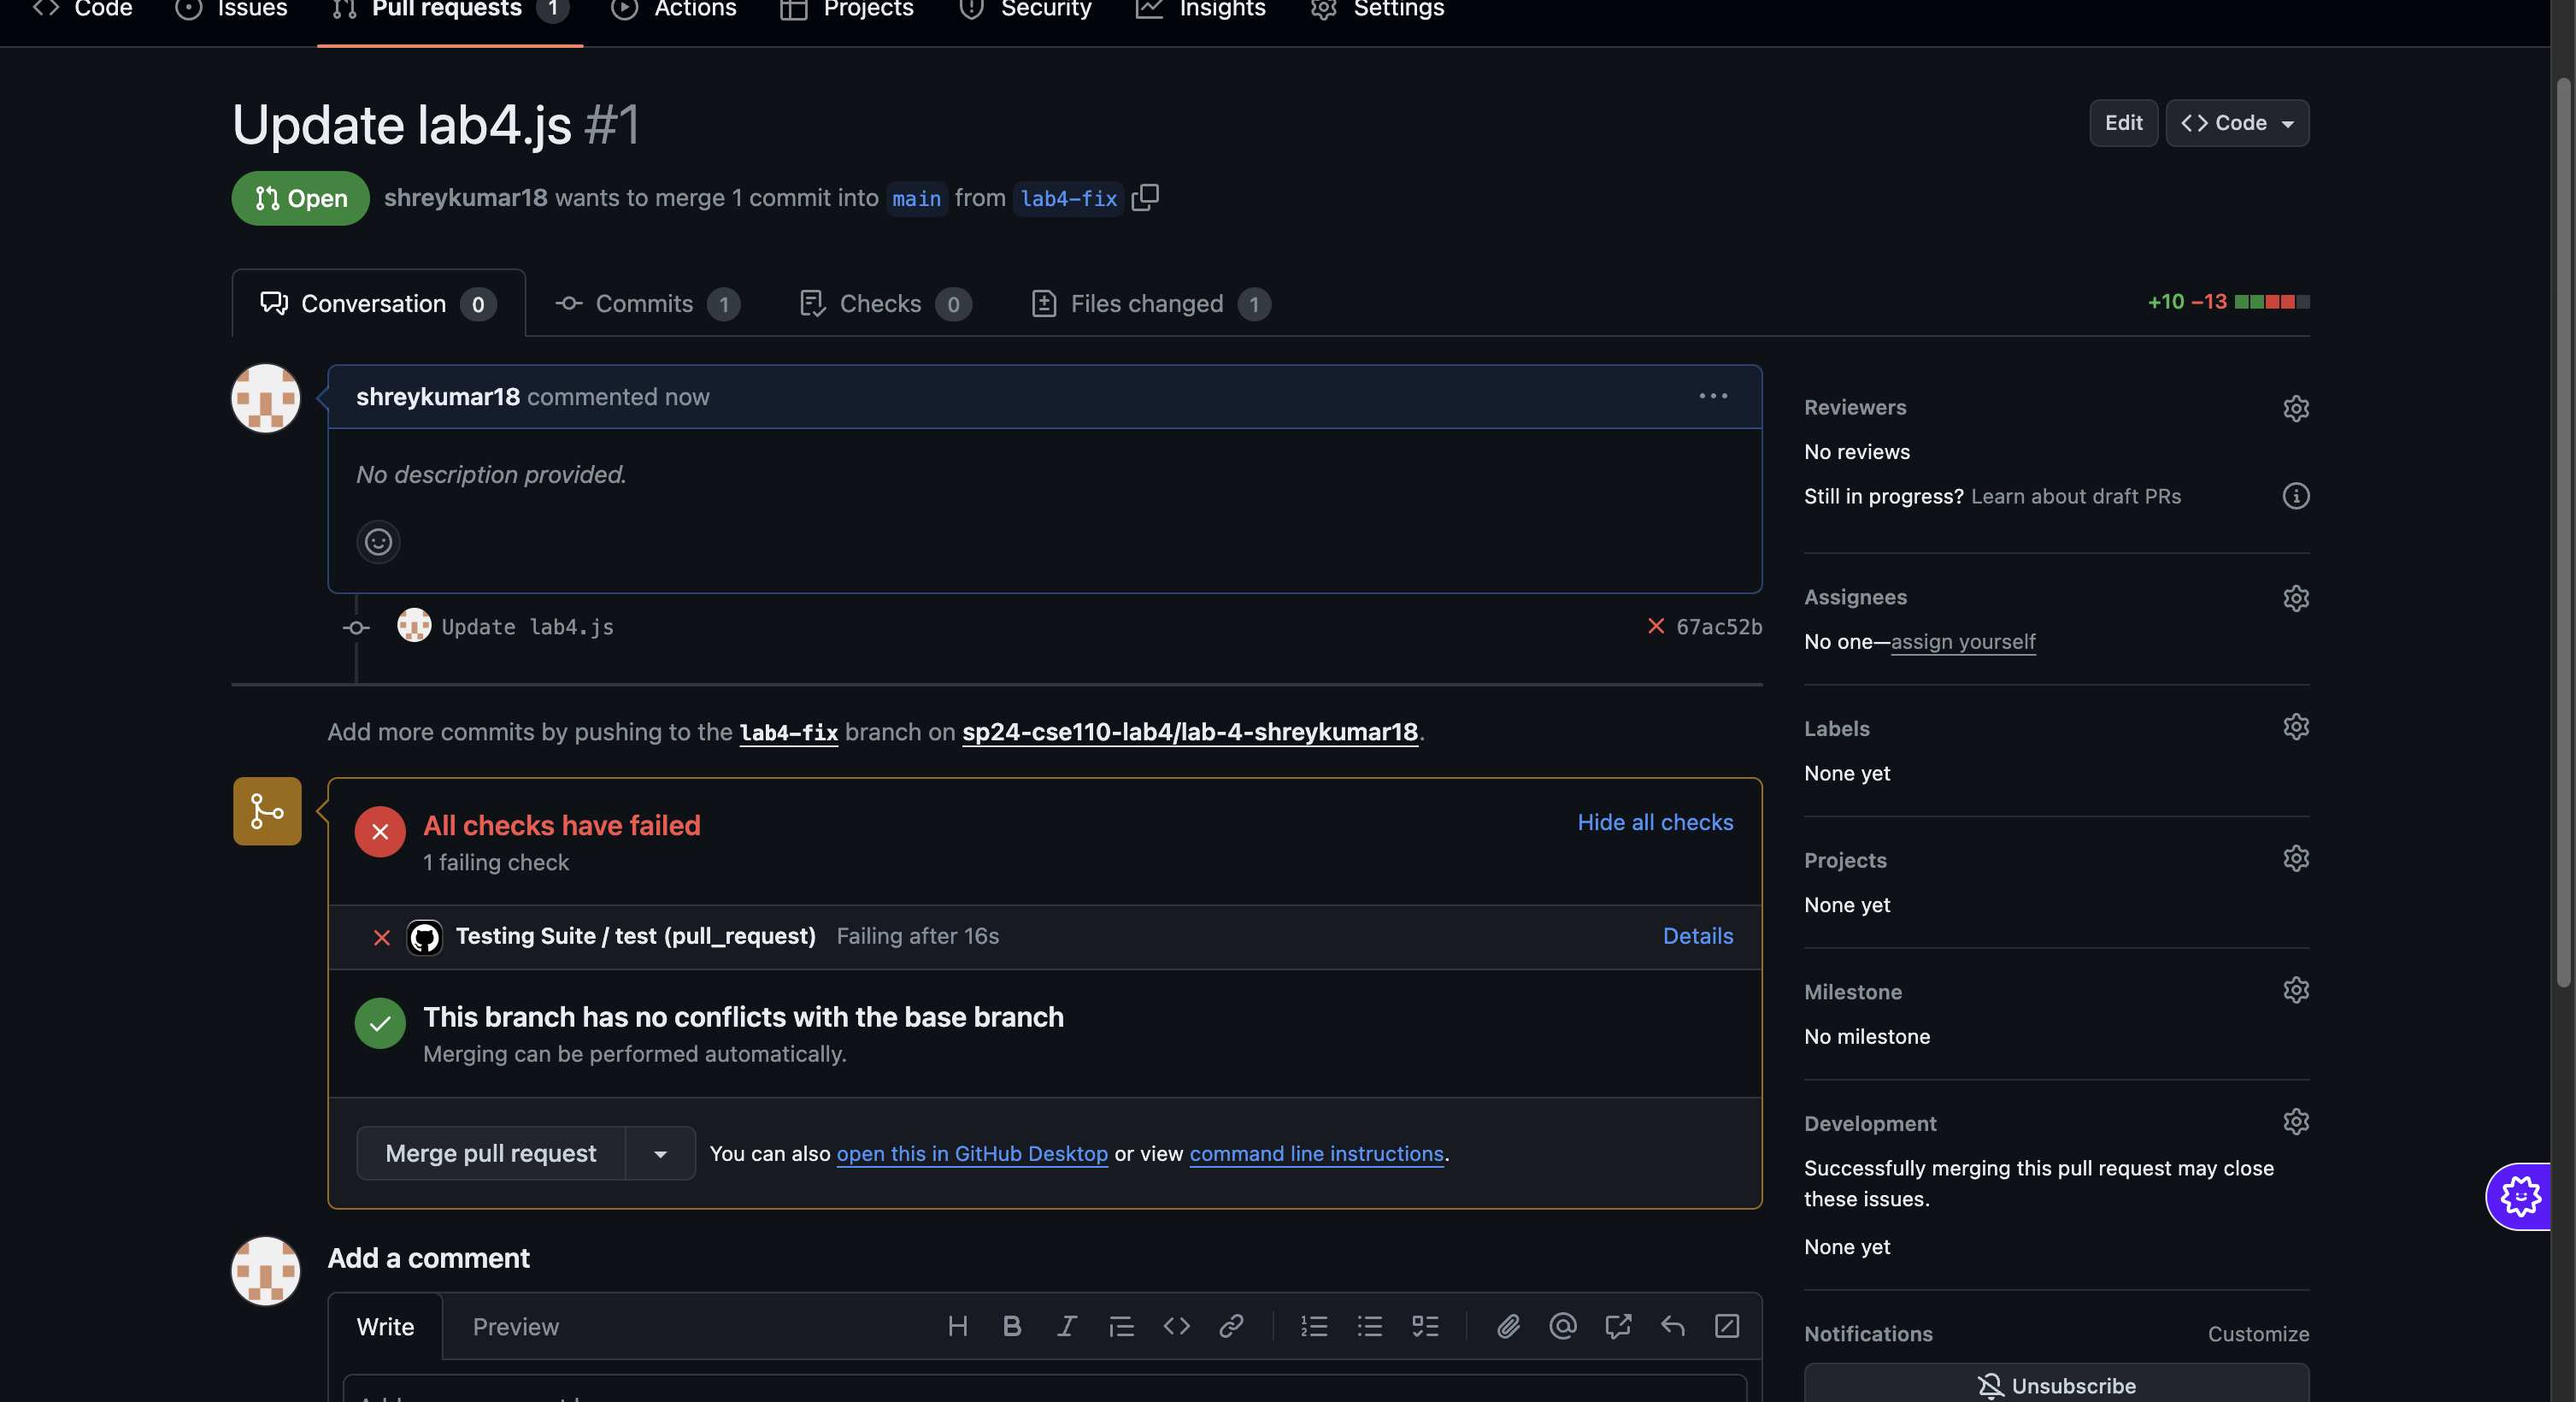 Code Issues Pull requests 1 Actions Projects Security Insights Settings
Update lab4.js #1
Edit
Code
Open
shreykumar18 wants to merge 1 commit into main from lab4-fix
Conversation 0
Commits 1
Checks 0
Files changed 1
+10 −13
shreykumar18 commented now
No description provided.
Update lab4.js
67ac52b
Add more commits by pushing to the lab4-fix branch on sp24-cse110-lab4/lab-4-shreykumar18.
All checks have failed
1 failing check
Hide all checks
Testing Suite / test (pull_request) Failing after 16s
Details
This branch has no conflicts with the base branch
Merging can be performed automatically.
Merge pull request
You can also open this in GitHub Desktop or view command line instructions.
Add a comment
Write
Preview
Reviewers
No reviews
Still in progress? Learn about draft PRs
Assignees
No one—assign yourself
Labels
None yet
Projects
None yet
Milestone
No milestone
Development
Successfully merging this pull request may close
these issues.
None yet
Notifications
Customize
Unsubscribe